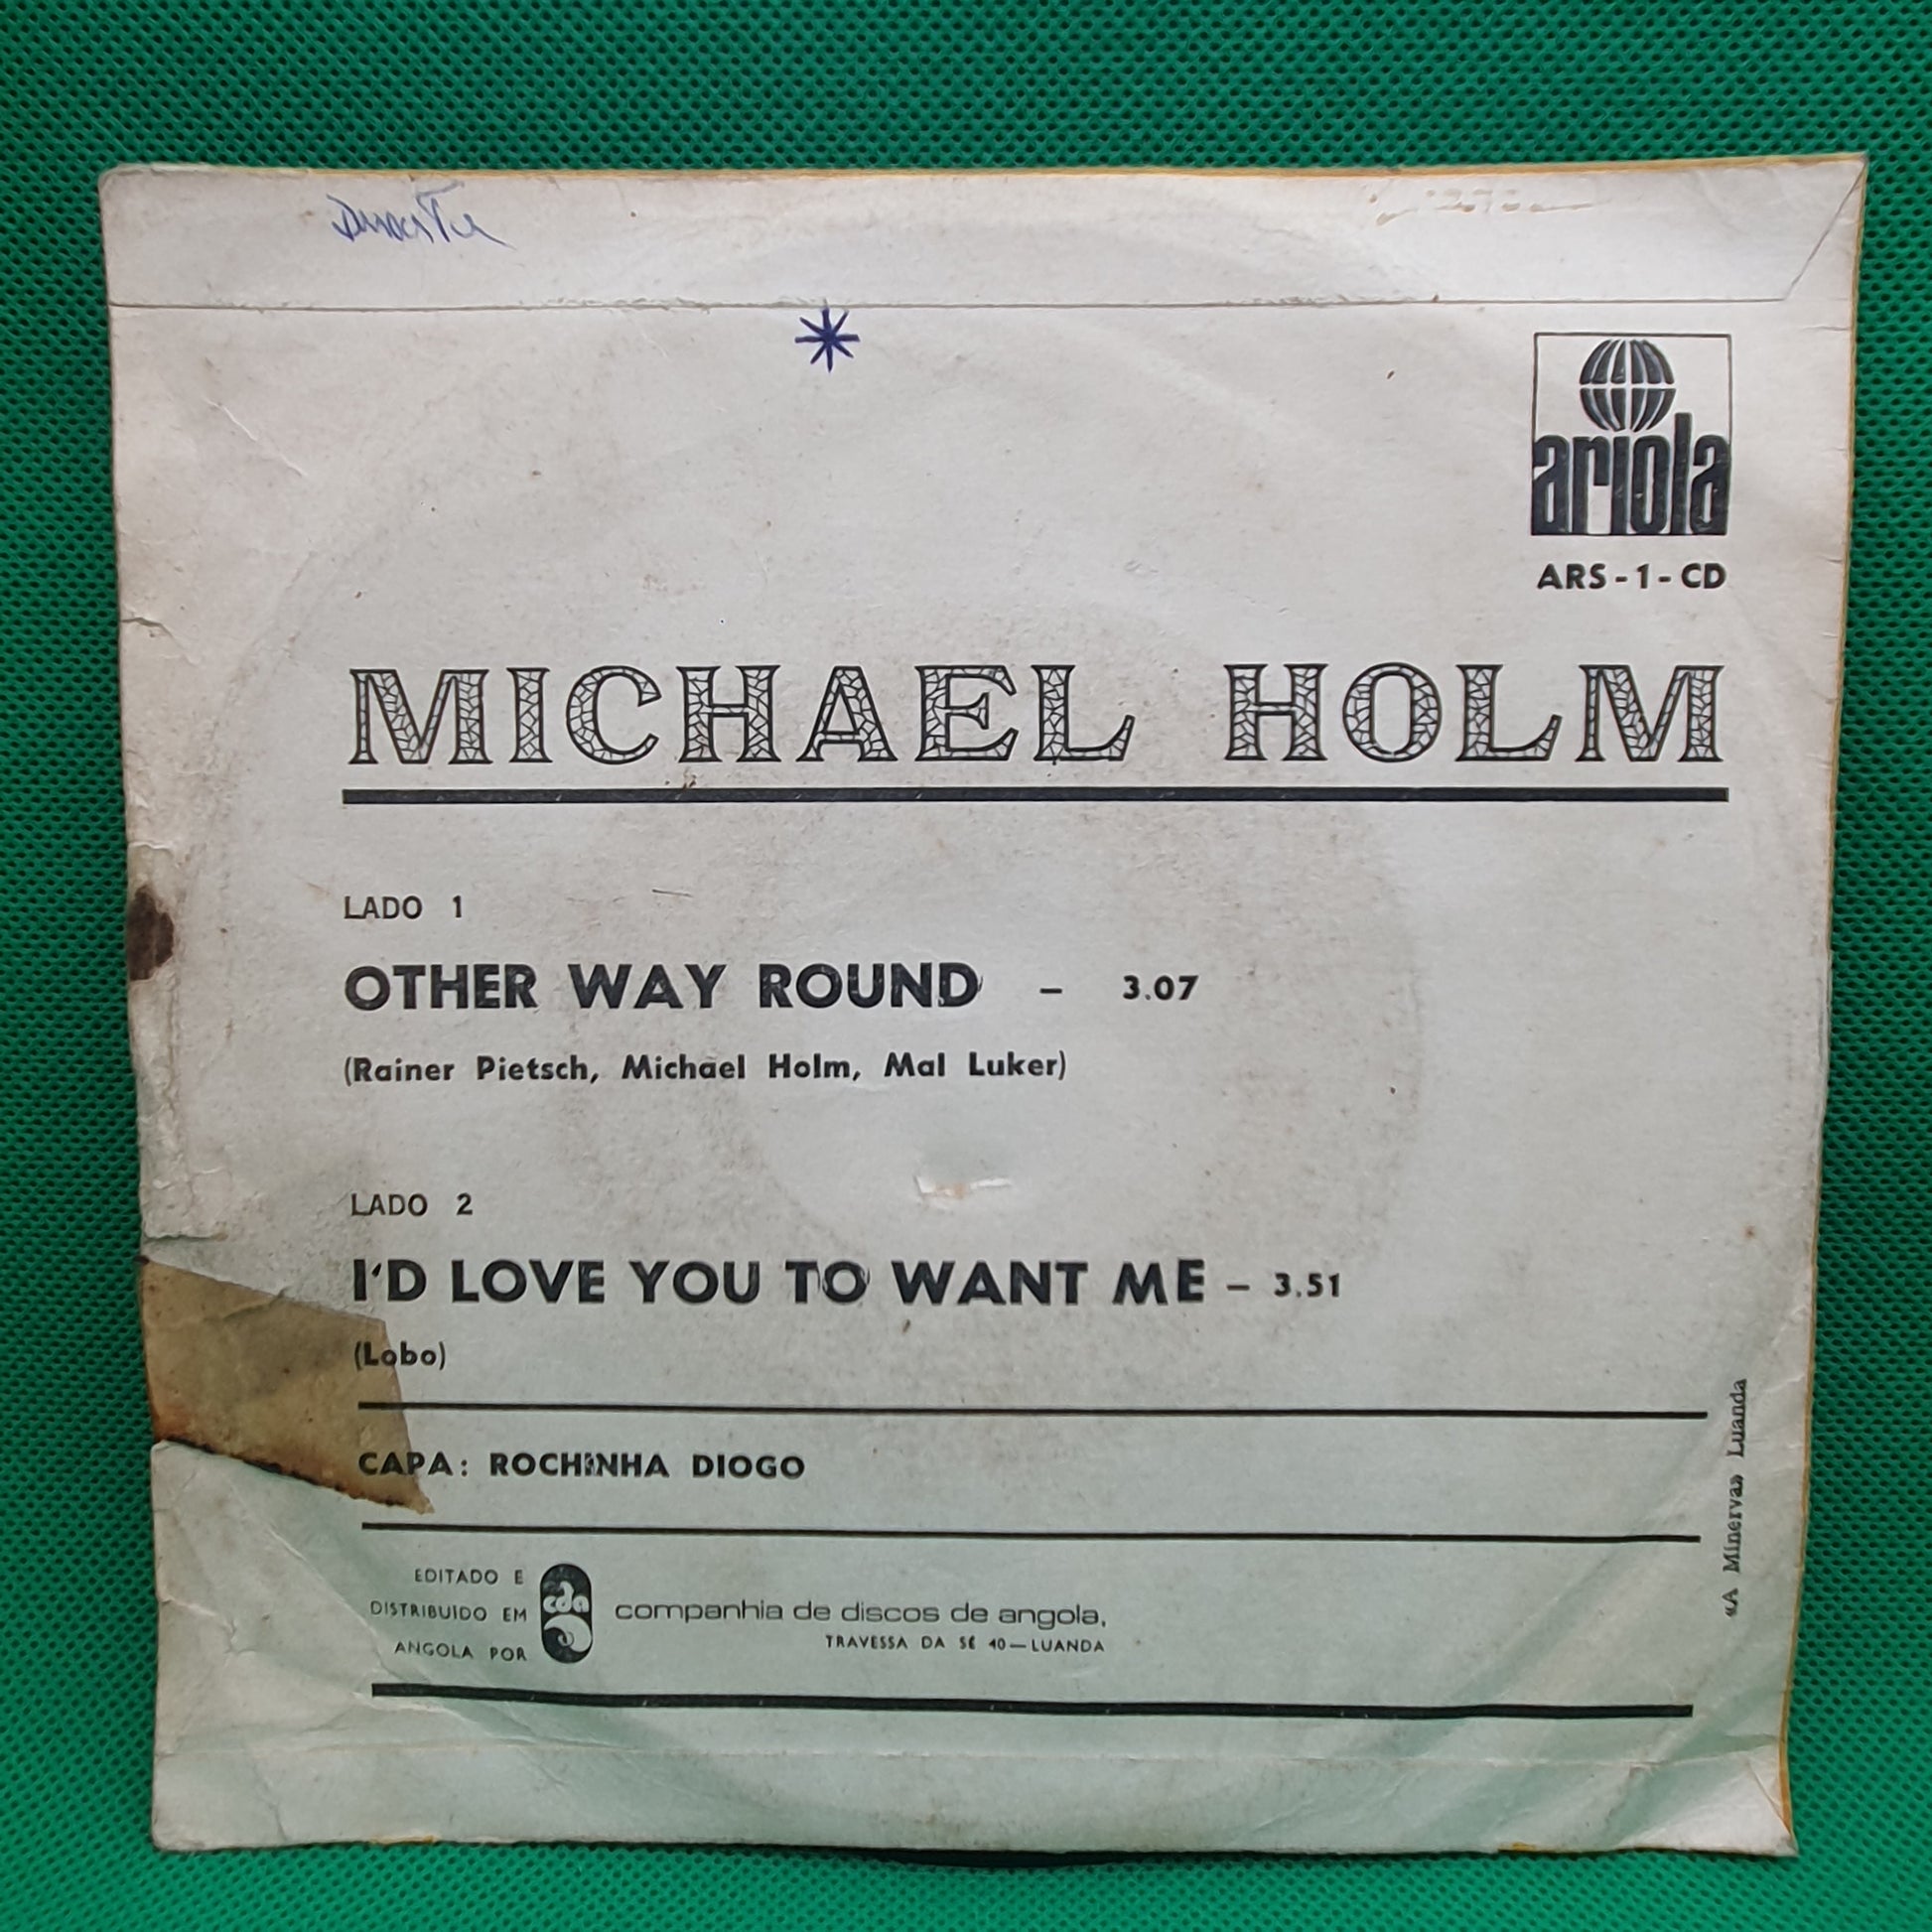 ariola
ARS-1-CD
MICHAEL HOLM
LADO 1
OTHER WAY ROUND - 3.07
(Rainer Pietsch, Michael Holm, Mal Luker)
LADO 2
I'D LOVE YOU TO WANT ME - 3.51
(Lobo)
CAPA: ROCHINHA DIOGO
EDITADO E
DISTRIBUIDO EM
ANGOLA POR
cda
companhia de discos de angola,
TRAVESSA DA SÉ 40—LUANDA
«A Minerva» Luanda